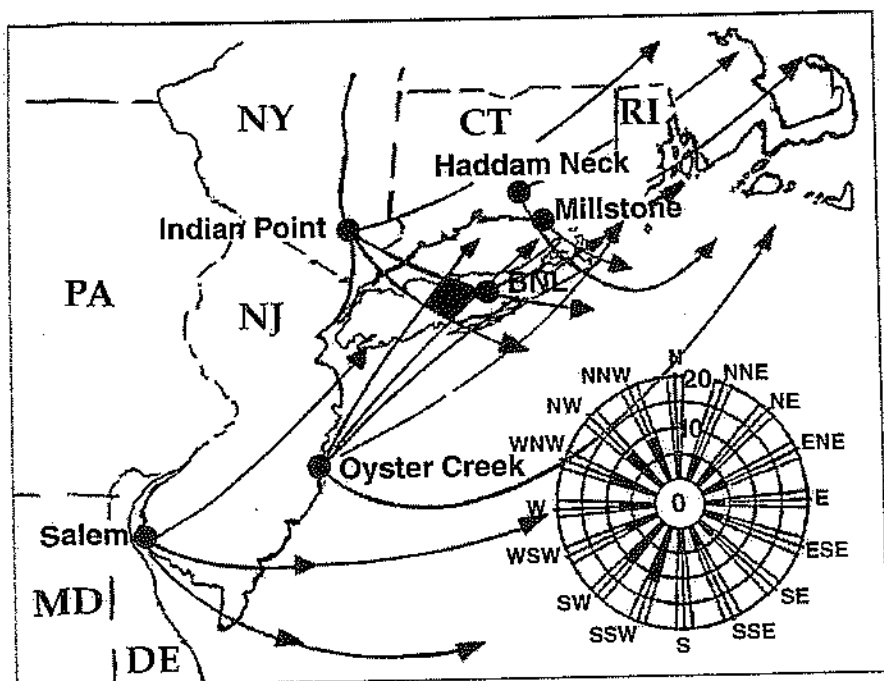 NY
CT
RI
Haddam Neck
Millstone
Indian Point
PA
NJ
BNL
Oyster Creek
Salem
MD
DE
N
NNE
NE
ENE
E
ESE
SE
SSE
S
SSW
SW
WSW
W
WNW
NW
NNW
20
10
0